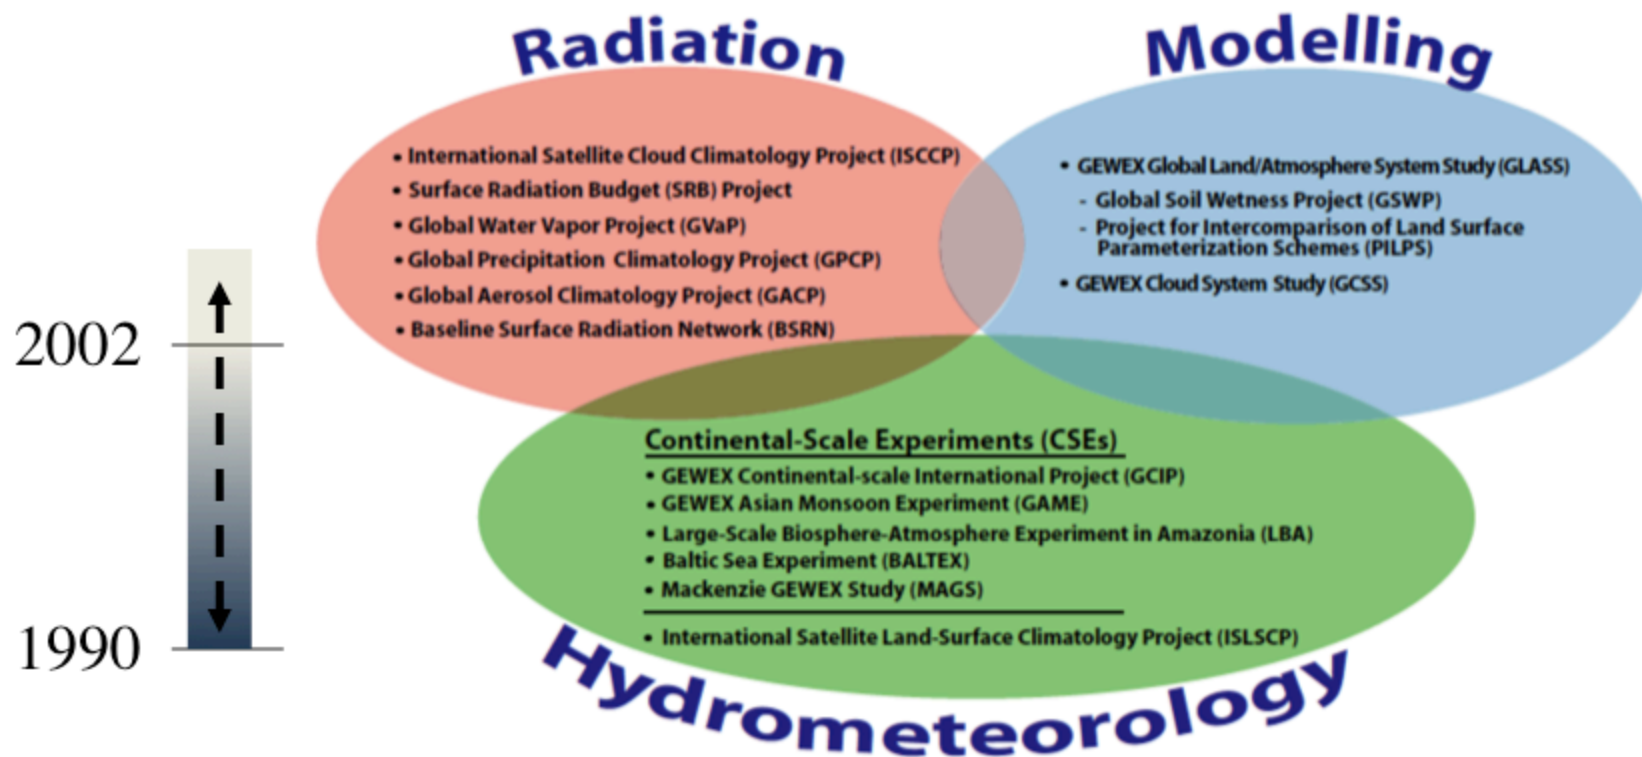 Radiation
• International Satellite Cloud Climatology Project (ISCCP)
• Surface Radiation Budget (SRB) Project
• Global Water Vapor Project (GVaP)
• Global Precipitation Climatology Project (GPCP)
• Global Aerosol Climatology Project (GACP)
• Baseline Surface Radiation Network (BSRN)
Modelling
• GEWEX Global Land/Atmosphere System Study (GLASS)
- Global Soil Wetness Project (GSWP)
- Project for Intercomparison of Land Surface
Parameterization Schemes (PILPS)
• GEWEX Cloud System Study (GCSS)
2002
1990
Continental-Scale Experiments (CSEs)
• GEWEX Continental-scale International Project (GCIP)
• GEWEX Asian Monsoon Experiment (GAME)
• Large-Scale Biosphere-Atmosphere Experiment in Amazonia (LBA)
• Baltic Sea Experiment (BALTEX)
• Mackenzie GEWEX Study (MAGS)
• International Satellite Land-Surface Climatology Project (ISLSCP)
Hydrometeorology